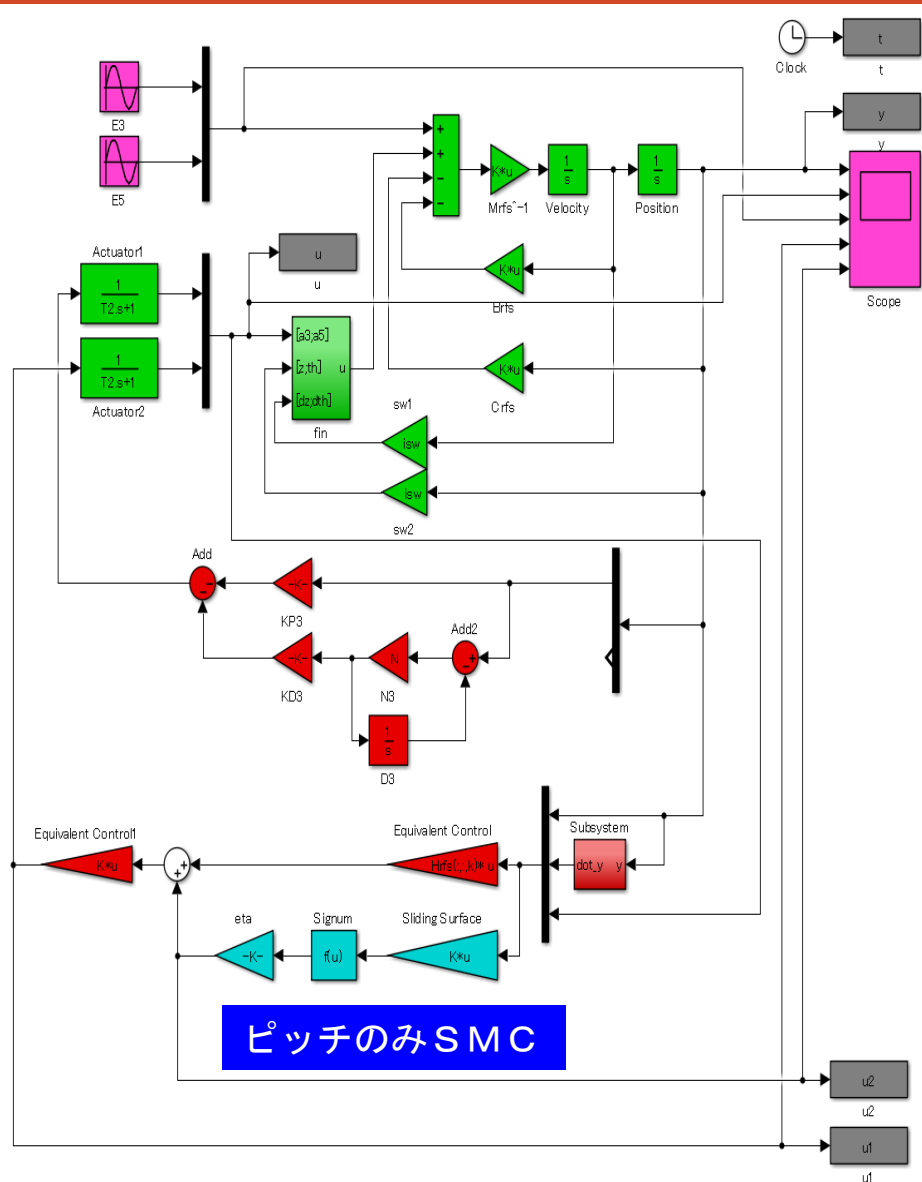 Clock
t
t
E3
E5
y
y
+
+
−
−
K*u
Mrfs^-1
1
s
Velocity
1
s
Position
Scope
u
u
K*u
Brfs
Actuator1
1
T2.s+1
1
T2.s+1
Actuator2
[a3;a5]
[z;th]
[dz;dth]
u
fin
K*u
Crfs
sw1
isw
isw
sw2
Add
−
−
-K-
KP3
-K-
KD3
N
N3
Add2
−
+
1
s
D3
Equivalent Control1
K*u
+
+
Equivalent Control
Hrfs(:,:,k)* u
Subsystem
dot_y
y
eta
-K-
Signum
f(u)
Sliding Surface
K*u
ピッチのみSMC
u2
u2
u1
u1